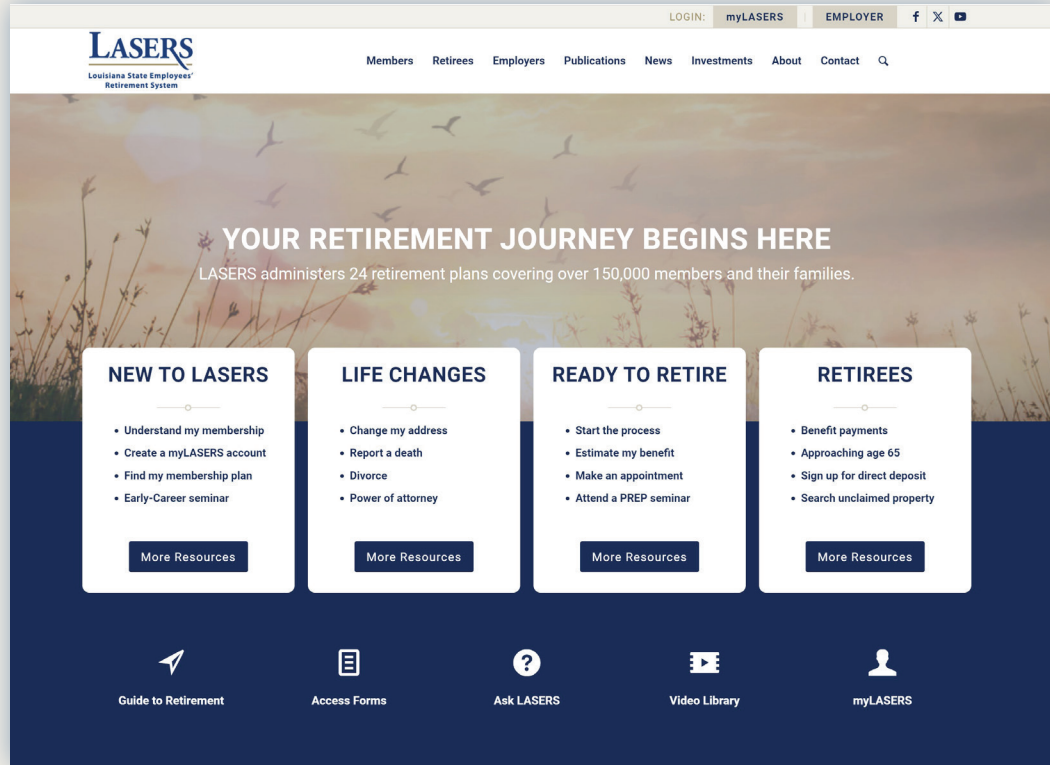 LOGIN: myLASERS EMPLOYER
LASERS
Louisiana State Employees'
Retirement System
Members Retirees Employers Publications News Investments About Contact
YOUR RETIREMENT JOURNEY BEGINS HERE
LASERS administers 24 retirement plans covering over 150,000 members and their families.
NEW TO LASERS
• Understand my membership
• Create a myLASERS account
• Find my membership plan
• Early-Career seminar
More Resources
LIFE CHANGES
• Change my address
• Report a death
• Divorce
• Power of attorney
More Resources
READY TO RETIRE
• Start the process
• Estimate my benefit
• Make an appointment
• Attend a PREP seminar
More Resources
RETIREES
• Benefit payments
• Approaching age 65
• Sign up for direct deposit
• Search unclaimed property
More Resources
Guide to Retirement
Access Forms
Ask LASERS
Video Library
myLASERS